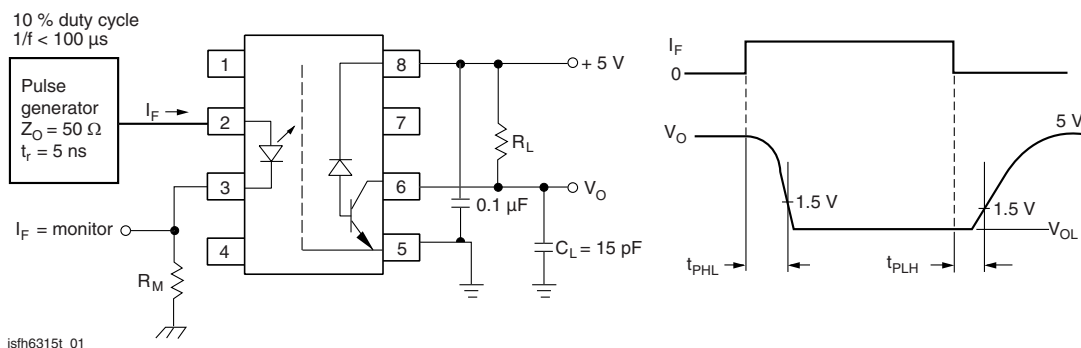 10 % duty cycle
1/f < 100 µs
Pulse
generator
Z_O = 50 Ω
t_r = 5 ns
I_F
1
2
3
4
8
7
6
5
+ 5 V
R_L
V_O
0.1 µF
C_L = 15 pF
I_F = monitor
R_M
isfh6315t_01
I_F
0
V_O
5 V
1.5 V
1.5 V
V_OL
t_PHL
t_PLH